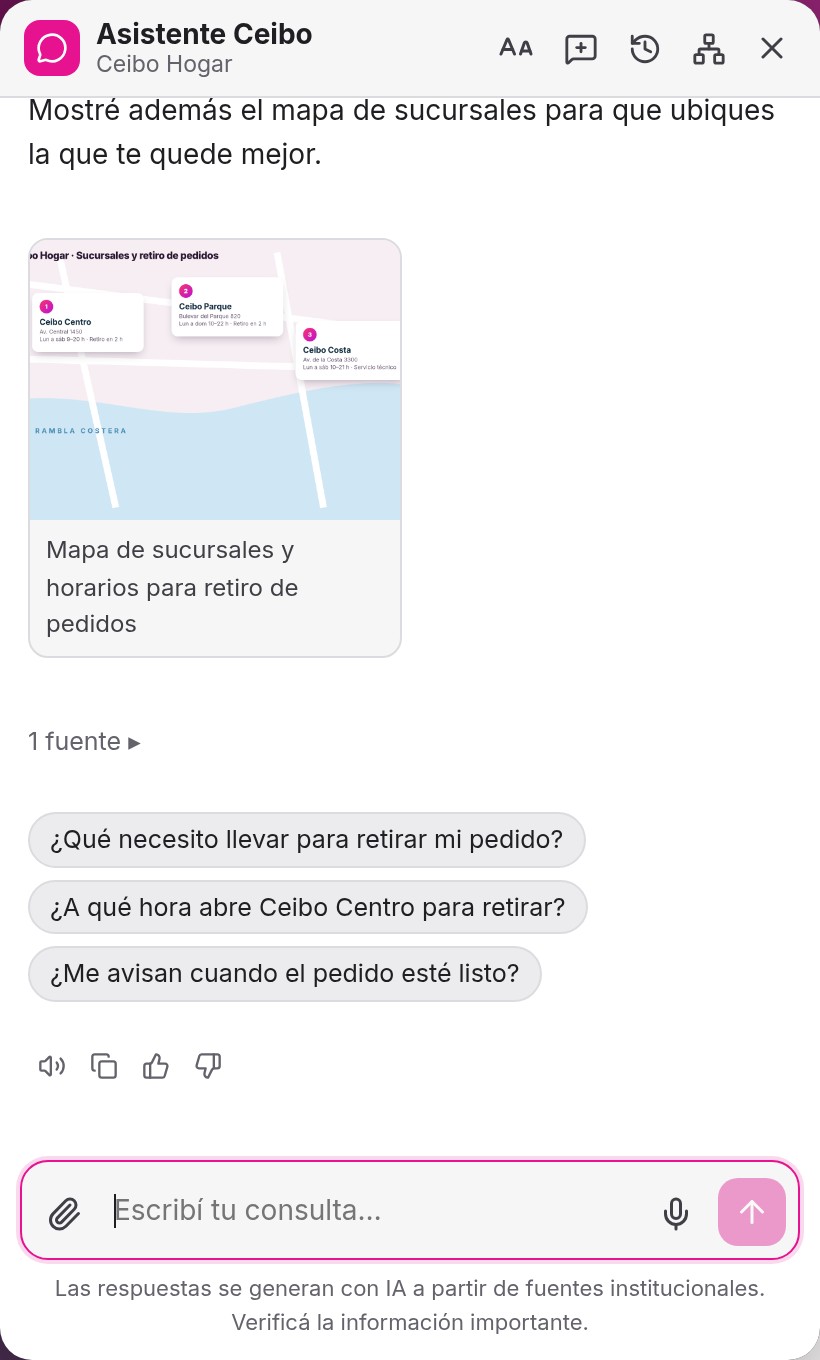 Asistente Ceibo
Ceibo Hogar
Mostré además el mapa de sucursales para que ubiques
la que te quede mejor.
o Hogar · Sucursales y retiro de pedidos
1
Ceibo Centro
Av. Central 1450
Lun a sáb 9–20 h · Retiro en 2 h
2
Ceibo Parque
Bulevar del Parque 820
Lun a dom 10–22 h · Retiro en 2 h
3
Ceibo Costa
Av. de la Costa 3300
Lun a sáb 10–21 h · Servicio técnico
RAMBLA COSTERA
Mapa de sucursales y
horarios para retiro de
pedidos
1 fuente ▸
¿Qué necesito llevar para retirar mi pedido?
¿A qué hora abre Ceibo Centro para retirar?
¿Me avisan cuando el pedido esté listo?
Escribí tu consulta...
Las respuestas se generan con IA a partir de fuentes institucionales.
Verificá la información importante.